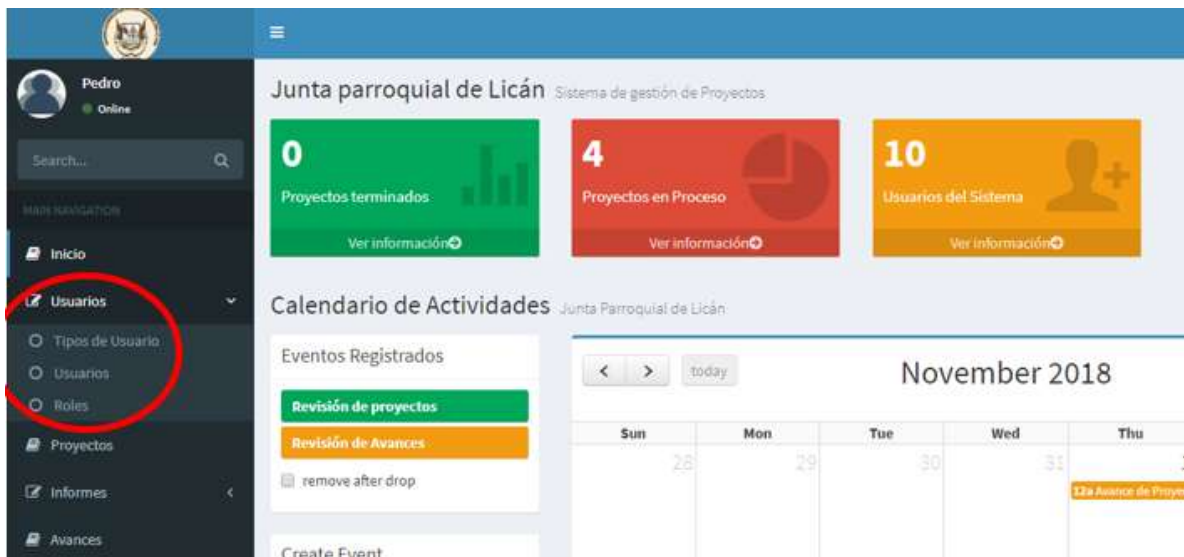 Pedro
Online
Search...
MAIN NAVIGATION
Inicio
Usuarios
Tipos de Usuario
Usuarios
Roles
Proyectos
Informes
Avances
Junta parroquial de Licán Sistema de gestión de Proyectos
0
Proyectos terminados
Ver información
4
Proyectos en Proceso
Ver información
10
Usuarios del Sistema
Ver información
Calendario de Actividades Junta Parroquial de Licán
Eventos Registrados
Revisión de proyectos
Revisión de Avances
remove after drop
Create Event
today
November 2018
Sun Mon Tue Wed Thu
28 29 30 31
12a Avance de Proye